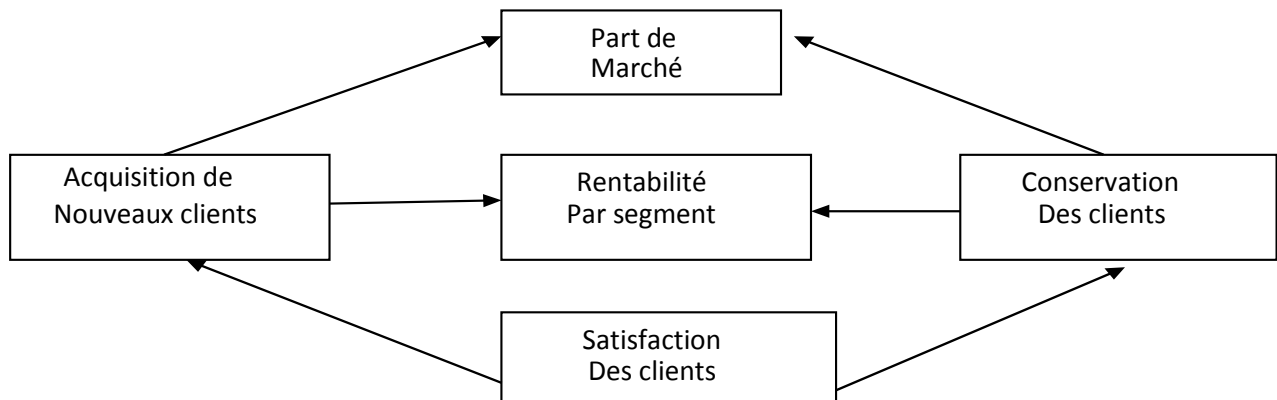 Part de
Marché
Acquisition de
Nouveaux clients
Rentabilité
Par segment
Conservation
Des clients
Satisfaction
Des clients